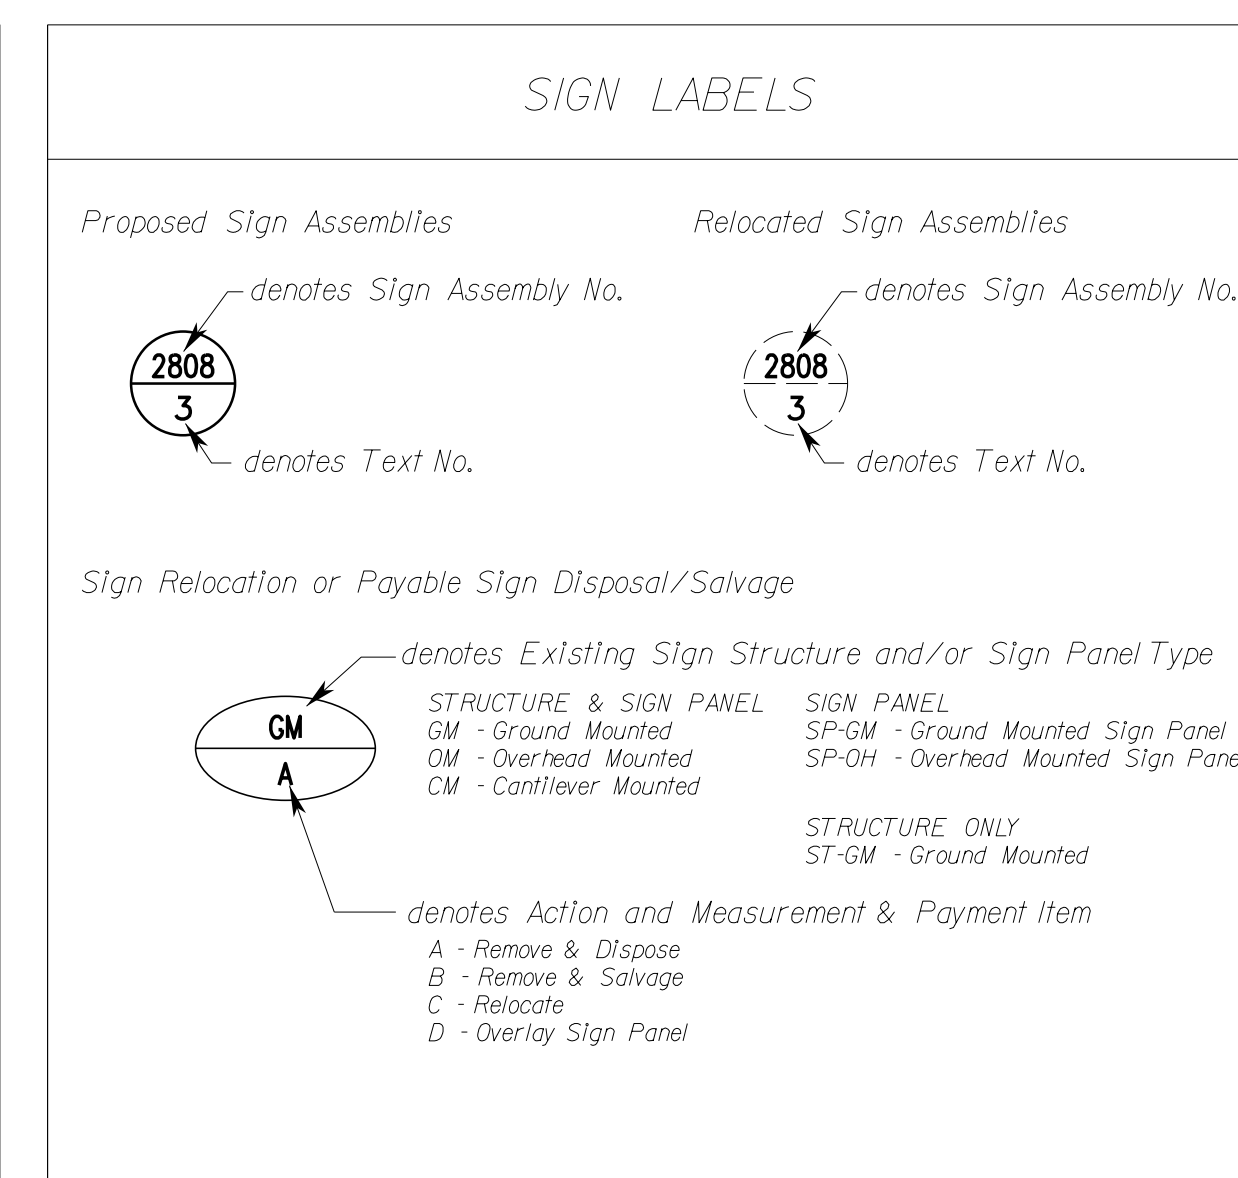 SIGN LABELS
Proposed Sign Assemblies
denotes Sign Assembly No.
2808
3
denotes Text No.
Relocated Sign Assemblies
denotes Sign Assembly No.
2808
3
denotes Text No.
Sign Relocation or Payable Sign Disposal/Salvage
denotes Existing Sign Structure and/or Sign Panel Type
GM
A
STRUCTURE & SIGN PANEL
GM - Ground Mounted
OM - Overhead Mounted
CM - Cantilever Mounted
SIGN PANEL
SP-GM - Ground Mounted Sign Panel
SP-OH - Overhead Mounted Sign Pane
STRUCTURE ONLY
ST-GM - Ground Mounted
denotes Action and Measurement & Payment Item
A - Remove & Dispose
B - Remove & Salvage
C - Relocate
D - Overlay Sign Panel